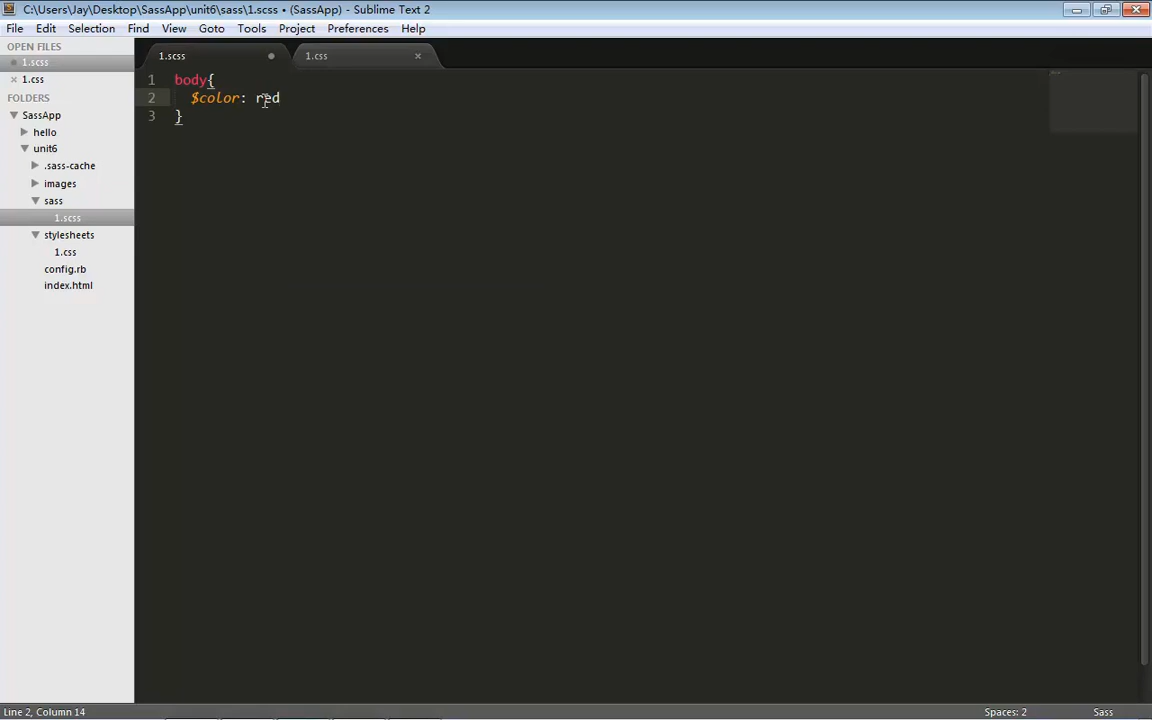 C:\Users\Jay\Desktop\SassApp\unit6\sass\1.scss • (SassApp) - Sublime Text 2
File Edit Selection Find View Goto Tools Project Preferences Help
OPEN FILES
1.scss
1.css
FOLDERS
SassApp
hello
unit6
.sass-cache
images
sass
1.scss
stylesheets
1.css
config.rb
index.html
1.scss 1.css
1 body{
2 $color: red
3 }
Line 2, Column 14 Spaces: 2 Sass